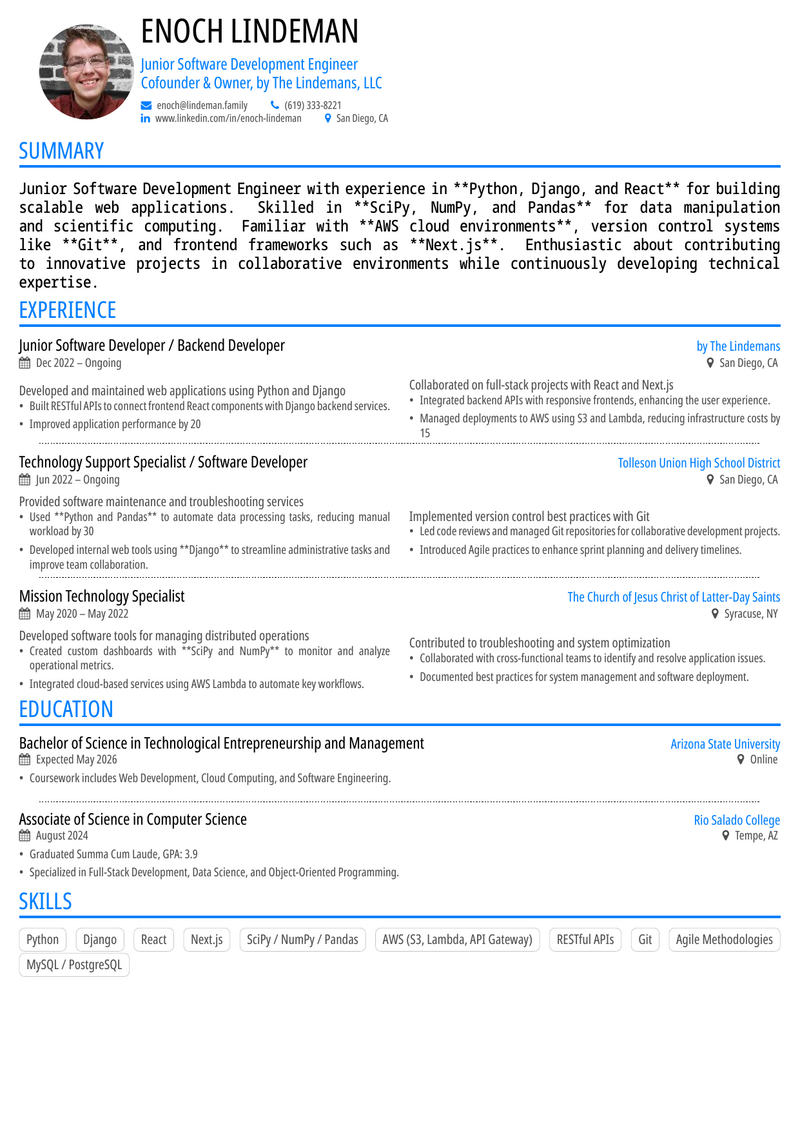 ENOCH LINDEMAN
Junior Software Development Engineer
Cofounder & Owner, by The Lindemans, LLC
enoch@lindeman.family (619) 333-8221
www.linkedin.com/in/enoch-lindeman San Diego, CA
SUMMARY
Junior Software Development Engineer with experience in **Python, Django, and React** for building
scalable web applications. Skilled in **SciPy, NumPy, and Pandas** for data manipulation
and scientific computing. Familiar with **AWS cloud environments**, version control systems
like **Git**, and frontend frameworks such as **Next.js**. Enthusiastic about contributing
to innovative projects in collaborative environments while continuously developing technical
expertise.
EXPERIENCE
Junior Software Developer / Backend Developer by The Lindemans
Dec 2022 – Ongoing San Diego, CA
Developed and maintained web applications using Python and Django
• Built RESTful APIs to connect frontend React components with Django backend services.
• Improved application performance by 20
Collaborated on full-stack projects with React and Next.js
• Integrated backend APIs with responsive frontends, enhancing the user experience.
• Managed deployments to AWS using S3 and Lambda, reducing infrastructure costs by
15
Technology Support Specialist / Software Developer Tolleson Union High School District
Jun 2022 – Ongoing San Diego, CA
Provided software maintenance and troubleshooting services
• Used **Python and Pandas** to automate data processing tasks, reducing manual
workload by 30
• Developed internal web tools using **Django** to streamline administrative tasks and
improve team collaboration.
Implemented version control best practices with Git
• Led code reviews and managed Git repositories for collaborative development projects.
• Introduced Agile practices to enhance sprint planning and delivery timelines.
Mission Technology Specialist The Church of Jesus Christ of Latter-Day Saints
May 2020 – May 2022 Syracuse, NY
Developed software tools for managing distributed operations
• Created custom dashboards with **SciPy and NumPy** to monitor and analyze
operational metrics.
• Integrated cloud-based services using AWS Lambda to automate key workflows.
Contributed to troubleshooting and system optimization
• Collaborated with cross-functional teams to identify and resolve application issues.
• Documented best practices for system management and software deployment.
EDUCATION
Bachelor of Science in Technological Entrepreneurship and Management Arizona State University
Expected May 2026 Online
• Coursework includes Web Development, Cloud Computing, and Software Engineering.
Associate of Science in Computer Science Rio Salado College
August 2024 Tempe, AZ
• Graduated Summa Cum Laude, GPA: 3.9
• Specialized in Full-Stack Development, Data Science, and Object-Oriented Programming.
SKILLS
Python Django React Next.js SciPy / NumPy / Pandas AWS (S3, Lambda, API Gateway) RESTful APIs Git Agile Methodologies
MySQL / PostgreSQL